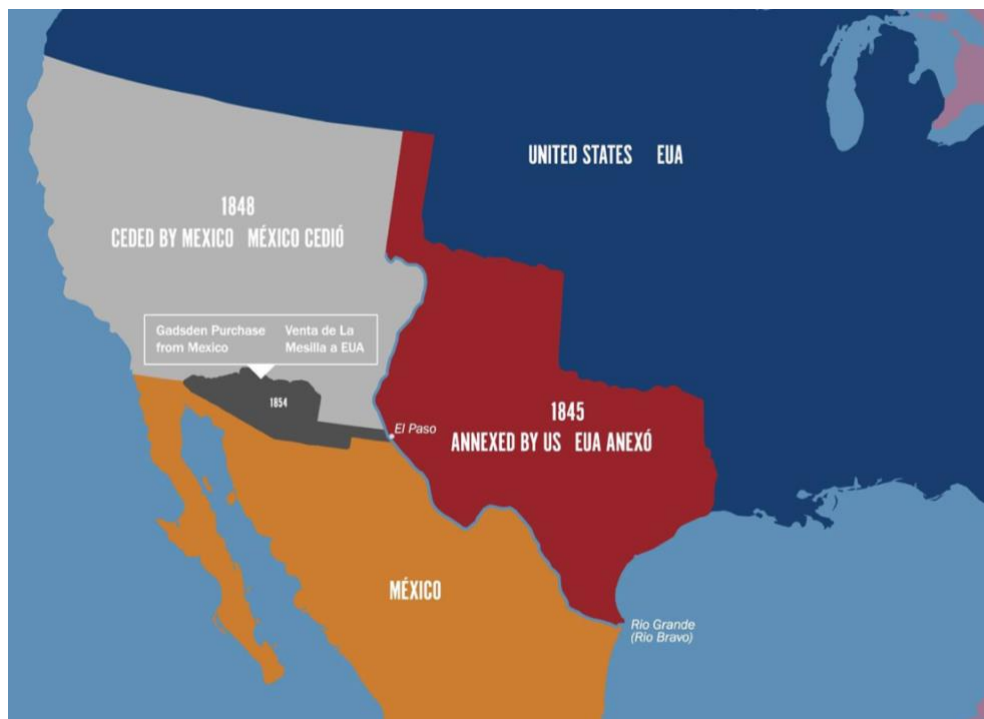 UNITED STATES EUA
1848
CEDED BY MEXICO MÉXICO CEDIÓ
Gadsden Purchase
from Mexico
Venta de La
Mesilla a EUA
1854
El Paso
1845
ANNEXED BY US EUA ANEXÓ
MÉXICO
Rio Grande
(Rio Bravo)